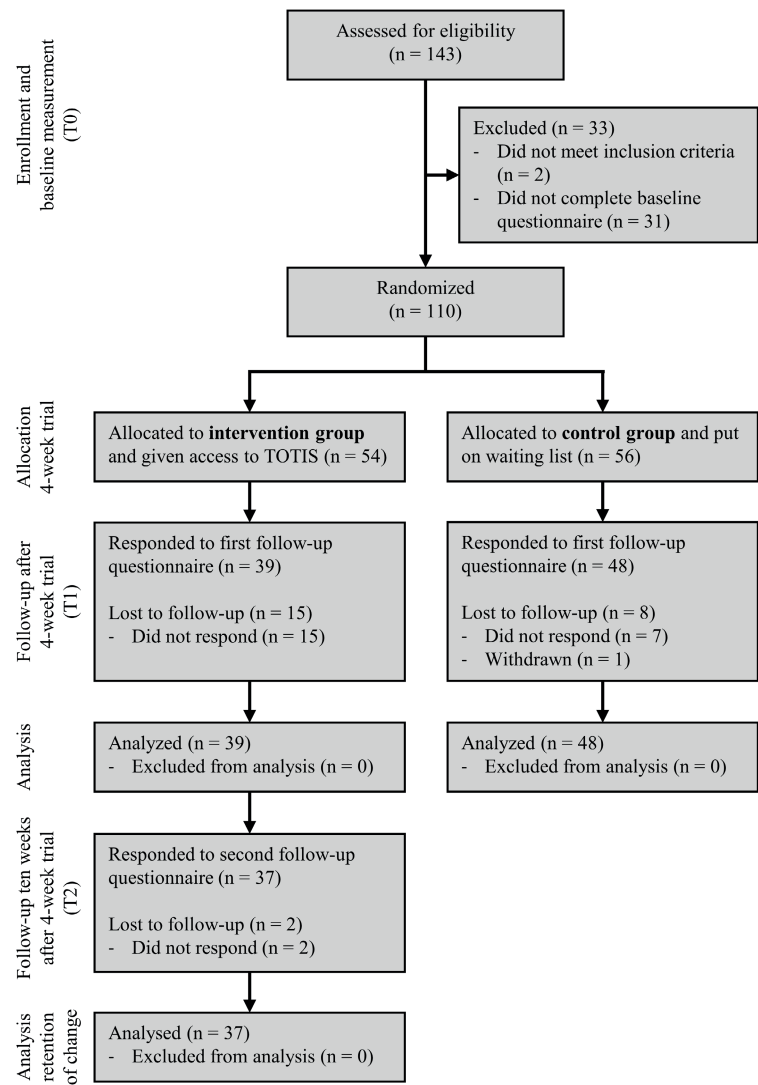 Enrollment and
baseline measurement
(T0)
Assessed for eligibility
(n = 143)
Excluded (n = 33)
- Did not meet inclusion criteria
(n = 2)
- Did not complete baseline
questionnaire (n = 31)
Randomized
(n = 110)
Allocation
4-week trial
Allocated to intervention group
and given access to TOTIS (n = 54)
Allocated to control group and put
on waiting list (n = 56)
Follow-up after
4-week trial
(T1)
Responded to first follow-up
questionnaire (n = 39)
Lost to follow-up (n = 15)
- Did not respond (n = 15)
Responded to first follow-up
questionnaire (n = 48)
Lost to follow-up (n = 8)
- Did not respond (n = 7)
- Withdrawn (n = 1)
Analysis
Analyzed (n = 39)
- Excluded from analysis (n = 0)
Analyzed (n = 48)
- Excluded from analysis (n = 0)
Follow-up ten weeks
after 4-week trial
(T2)
Responded to second follow-up
questionnaire (n = 37)
Lost to follow-up (n = 2)
- Did not respond (n = 2)
Analysis
retention
of change
Analysed (n = 37)
- Excluded from analysis (n = 0)